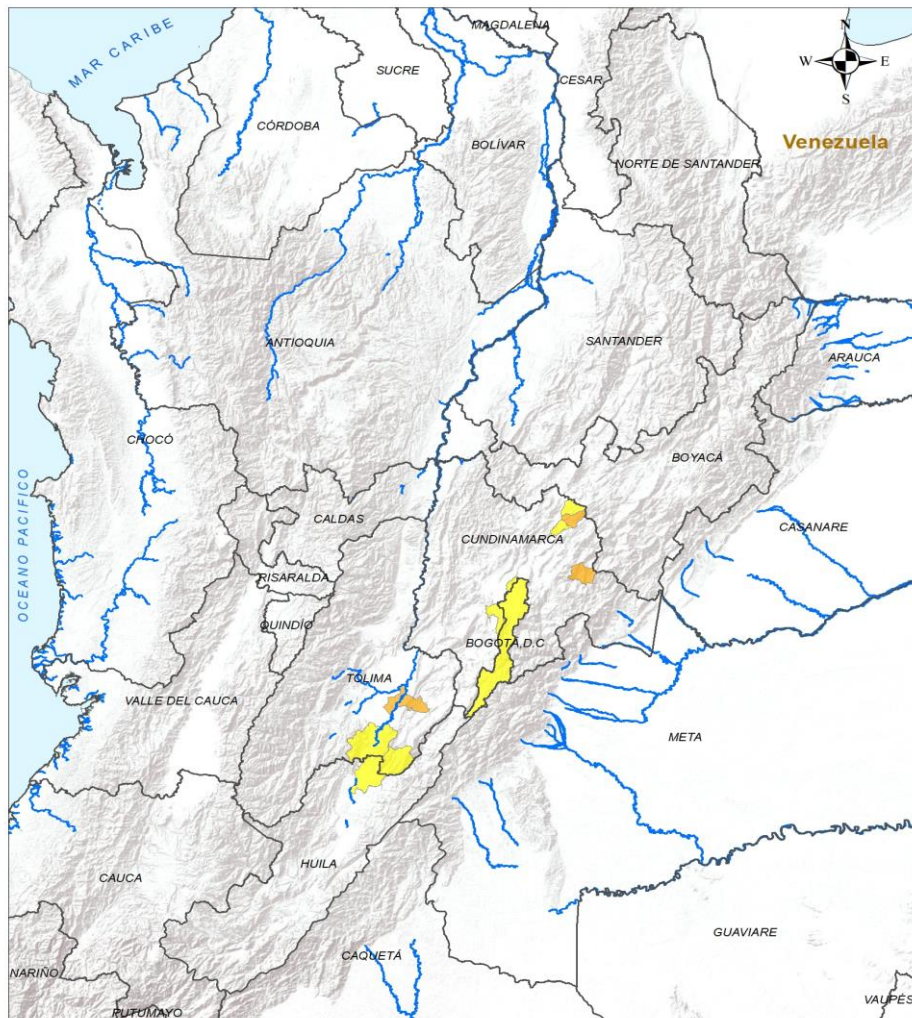 MAGDALENA
MAR CARIBE
N
W
E
S
SUCRE
CESAR
CÓRDOBA
BOLÍVAR
NORTE DE SANTANDER
Venezuela
ANTIOQUIA
SANTANDER
ARAUCA
CHOCÓ
BOYACÁ
OCEANO PACIFICO
CALDAS
CUNDINAMARCA
CASANARE
RISARALDA
QUINDÍO
BOGOTÁ, D.C
TOLIMA
VALLE DEL CAUCA
META
HUILA
CAUCA
GUAVIARE
CAQUETÁ
NARIÑO
PUTUMAYO
VAUPÉS